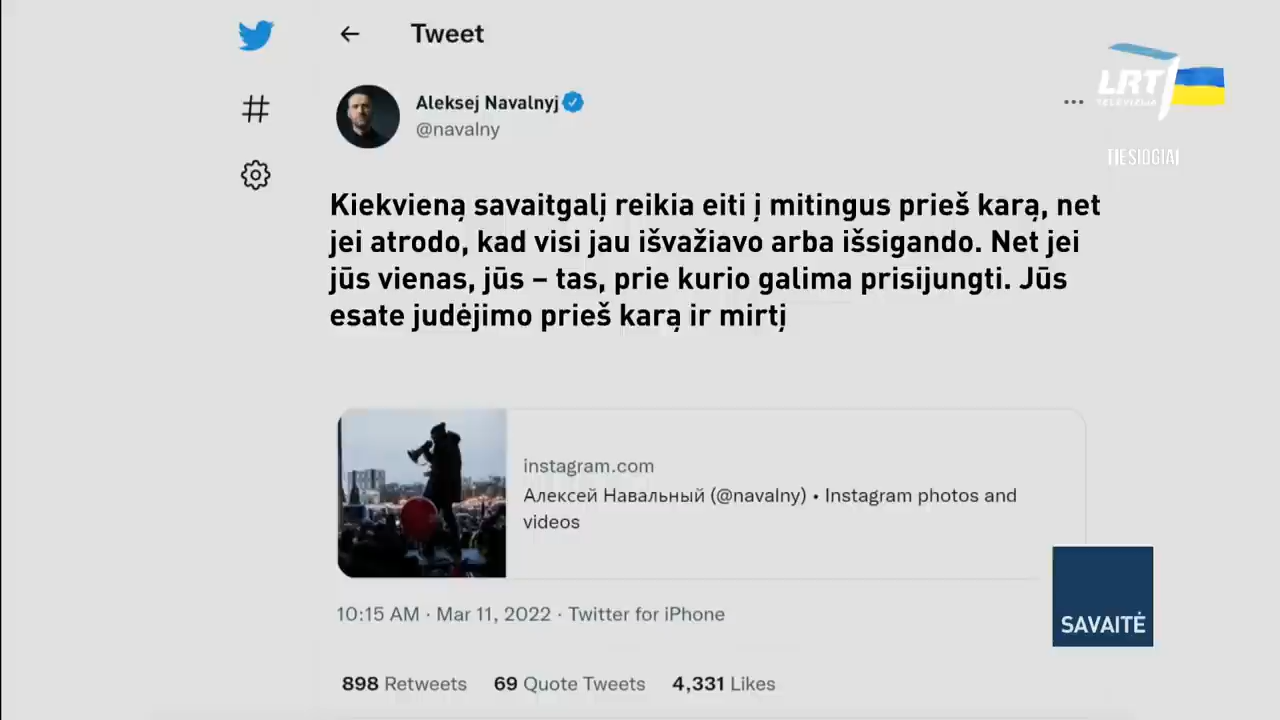 Tweet
Aleksej Navalnyj
@navalny
LRT
TELEVIZIJA
TIESIOGIAI
Kiekvieną savaitgalį reikia eiti į mitingus prieš karą, net
jei atrodo, kad visi jau išvažiavo arba išsigando. Net jei
jūs vienas, jūs – tas, prie kurio galima prisijungti. Jūs
esate judėjimo prieš karą ir mirtį
instagram.com
Алексей Навальный (@navalny) • Instagram photos and
videos
SAVAITĖ
10:15 AM · Mar 11, 2022 · Twitter for iPhone
898 Retweets 69 Quote Tweets 4,331 Likes